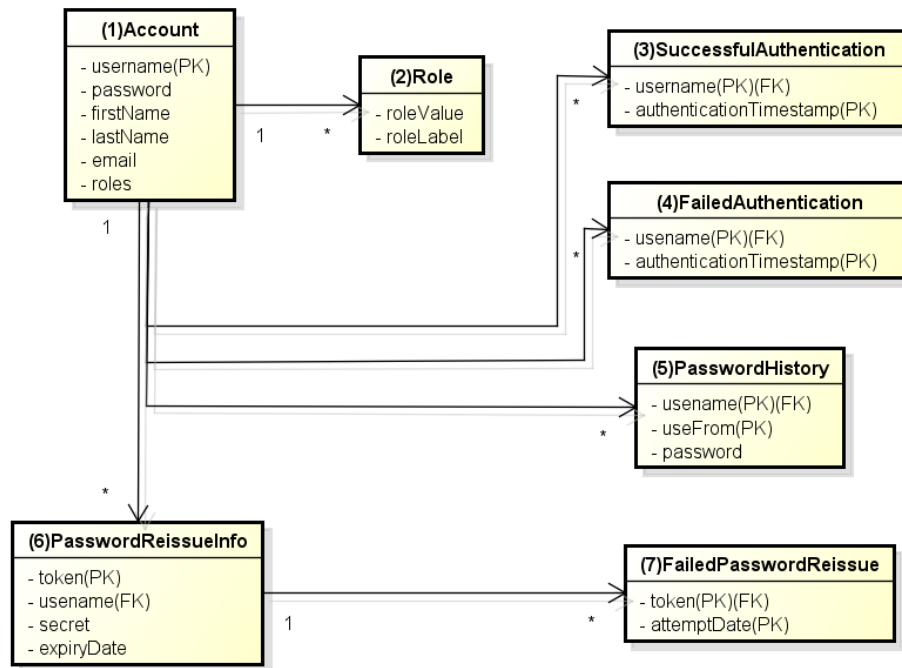 (1)Account
- username(PK)
- password
- firstName
- lastName
- email
- roles
1
*
(2)Role
- roleValue
- roleLabel
(3)SuccessfulAuthentication
- username(PK)(FK)
- authenticationTimestamp(PK)
*
(4)FailedAuthentication
- usename(PK)(FK)
- authenticationTimestamp(PK)
*
1
(5)PasswordHistory
- usename(PK)(FK)
- useFrom(PK)
- password
*
*
(6)PasswordReissueInfo
- token(PK)
- usename(FK)
- secret
- expiryDate
1
*
(7)FailedPasswordReissue
- token(PK)(FK)
- attemptDate(PK)